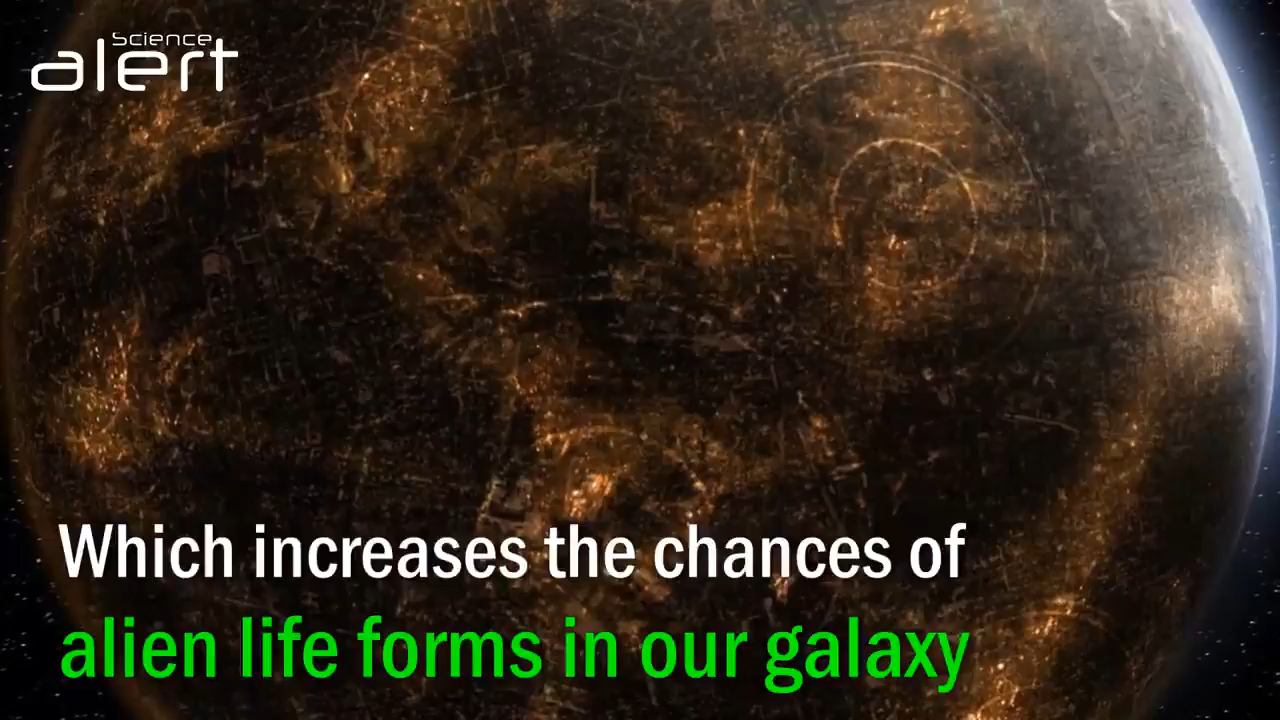 Science
alert
Which increases the chances of
alien life forms in our galaxy